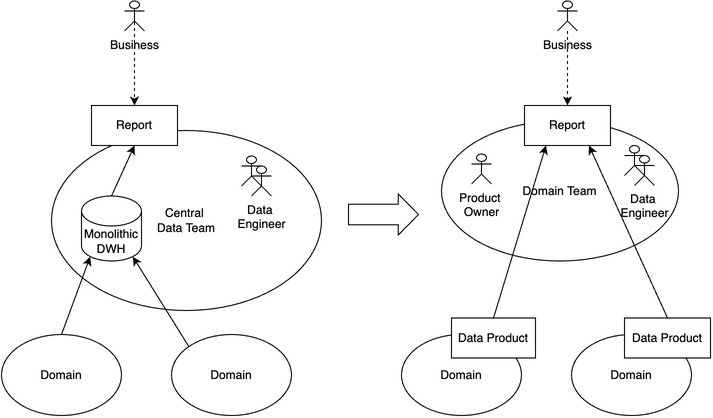 Business
Report
Central
Data Team
Data
Engineer
Monolithic
DWH
Domain
Domain
Business
Report
Product
Owner
Domain Team
Data
Engineer
Data Product
Domain
Data Product
Domain